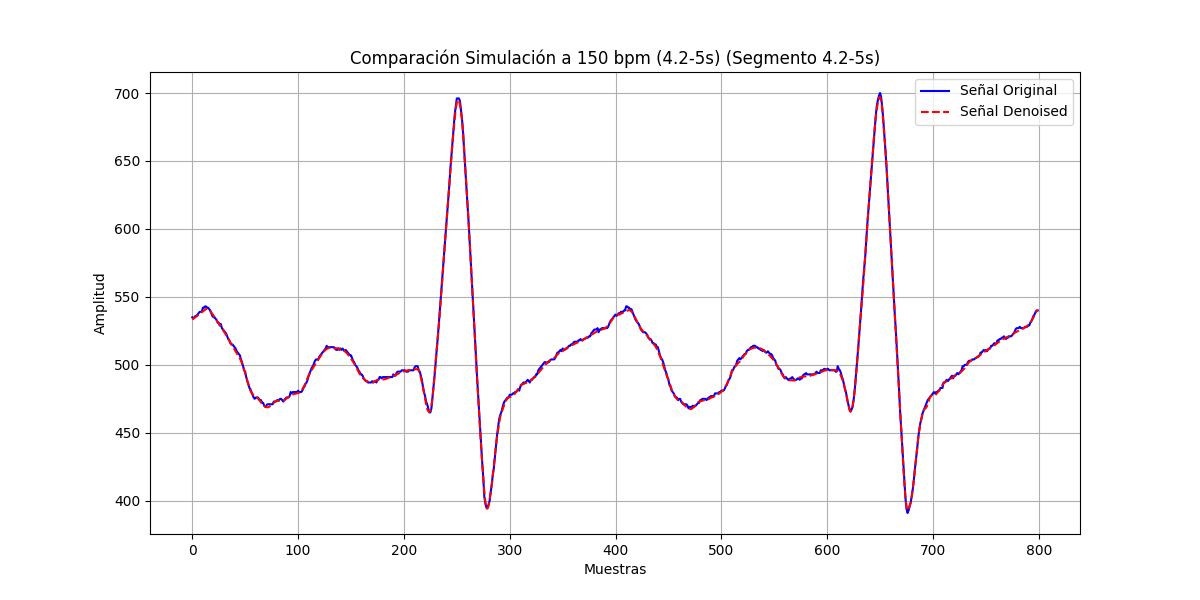 Comparación Simulación a 150 bpm (4.2-5s) (Segmento 4.2-5s)
Señal Original
Señal Denoised
Amplitud
700
650
600
550
500
450
400
0 100 200 300 400 500 600 700 800
Muestras